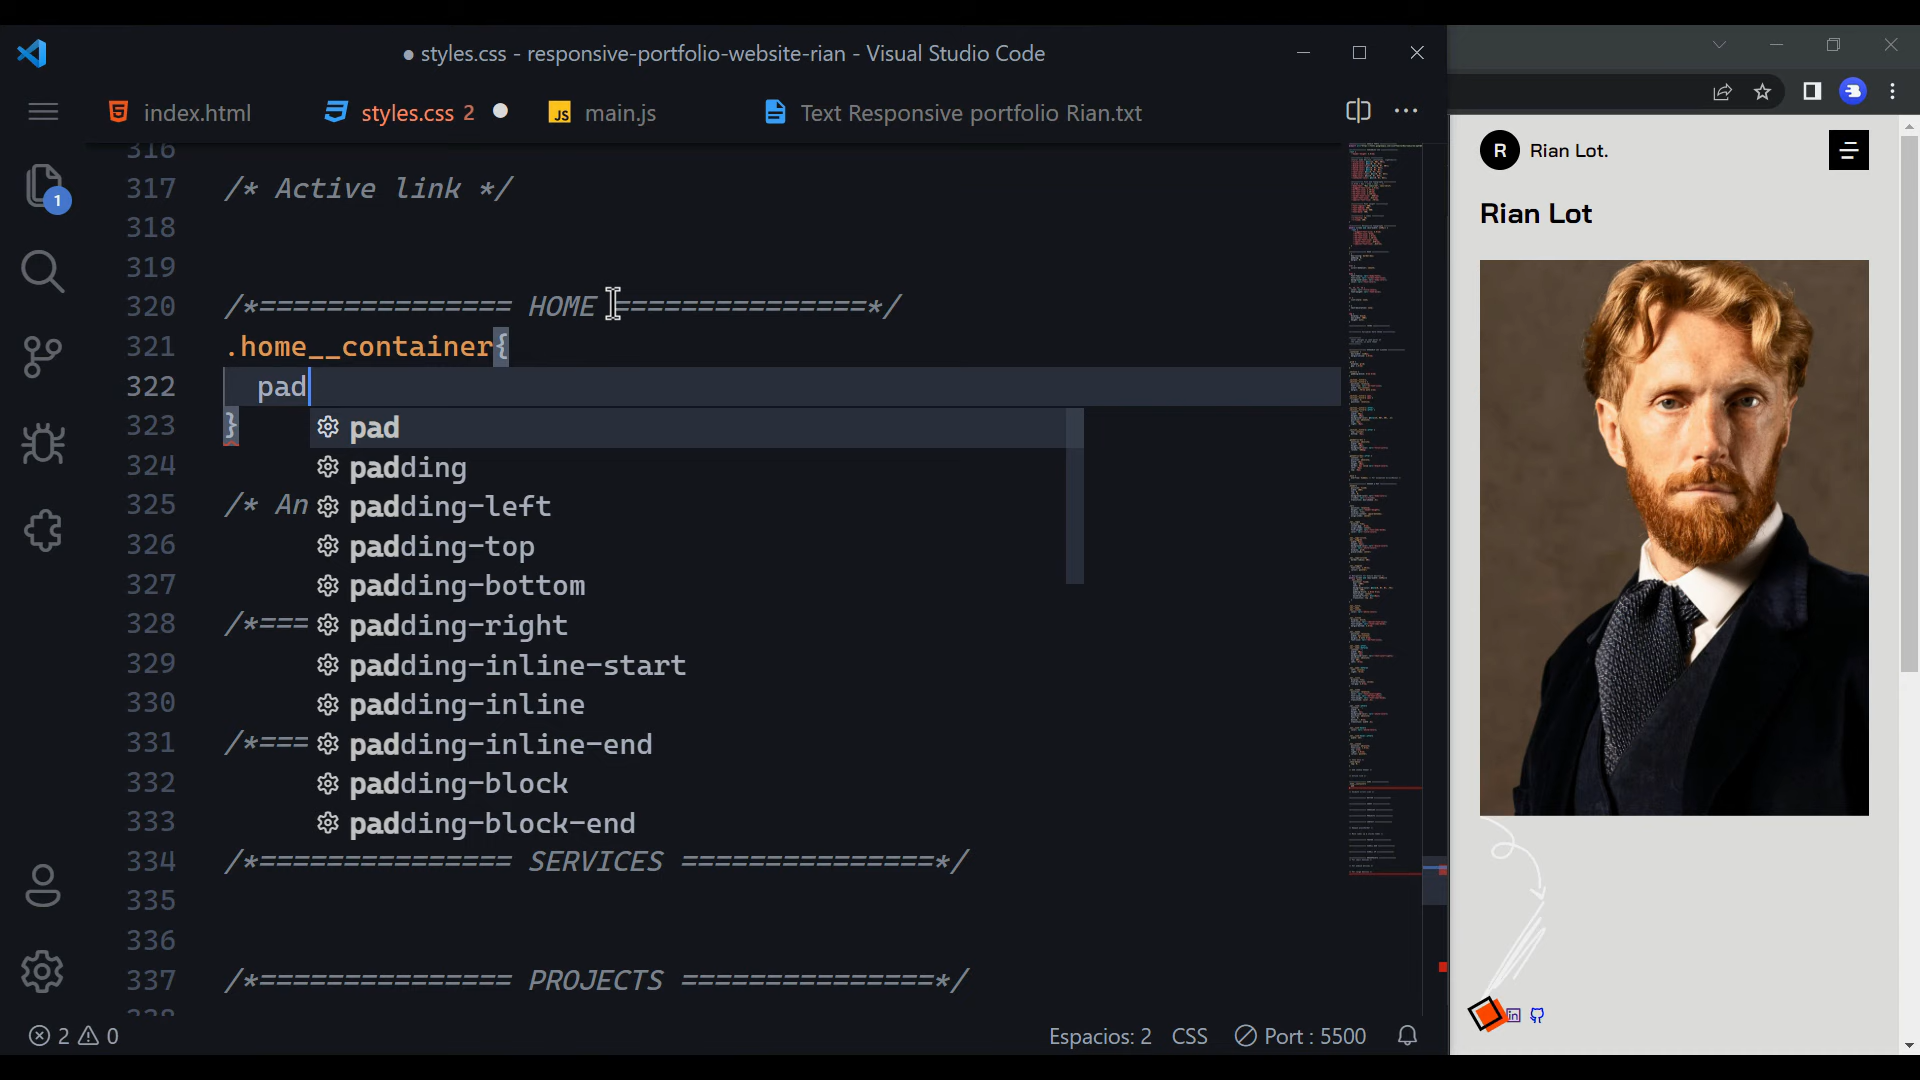 ● styles.css - responsive-portfolio-website-rian - Visual Studio Code
index.html
styles.css 2
main.js
Text Responsive portfolio Rian.txt
1
316
317 /* Active link */
318
319
320 /*=============== HOME ===============*/
321 .home__container{
322 pad
323 }
324
325 /* An
326
327
328 /*===
329
330
331 /*===
332
333
334 /*=============== SERVICES ===============*/
335
336
337 /*=============== PROJECTS ===============*/
pad
padding
padding-left
padding-top
padding-bottom
padding-right
padding-inline-start
padding-inline
padding-inline-end
padding-block
padding-block-end
2 0
Espacios: 2 CSS Port : 5500
R Rian Lot.
Rian Lot
in